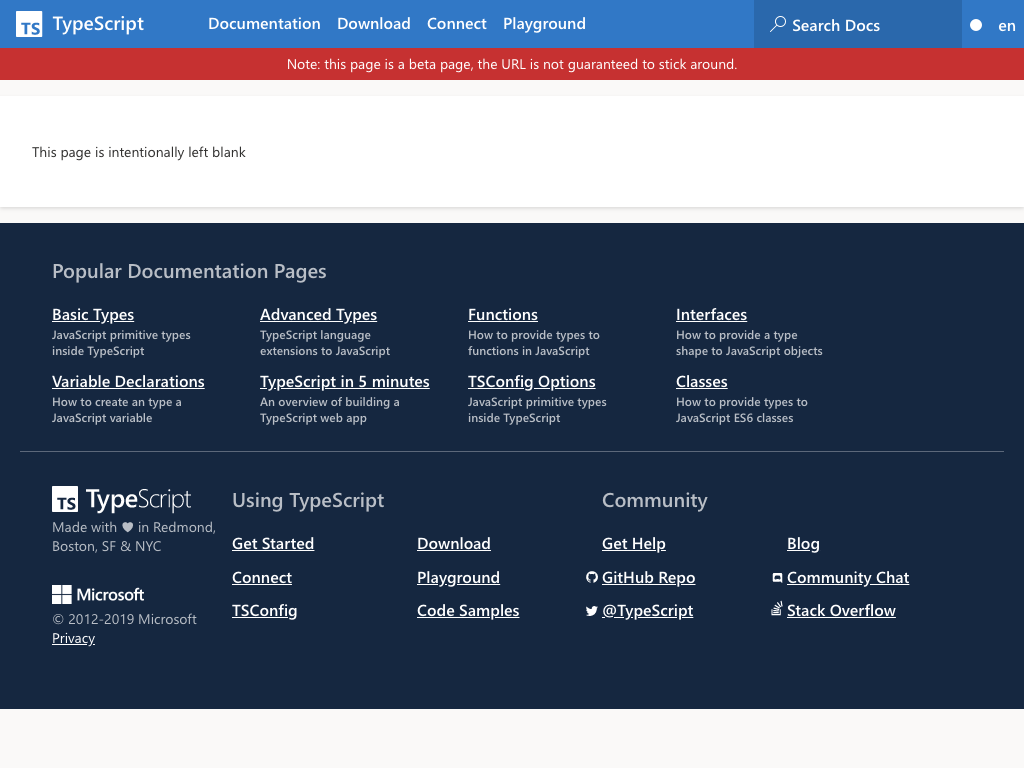 TS TypeScript Documentation Download Connect Playground Search Docs en
Note: this page is a beta page, the URL is not guaranteed to stick around.
This page is intentionally left blank
Popular Documentation Pages
Basic Types
JavaScript primitive types
inside TypeScript
Advanced Types
TypeScript language
extensions to JavaScript
Functions
How to provide types to
functions in JavaScript
Interfaces
How to provide a type
shape to JavaScript objects
Variable Declarations
How to create an type a
JavaScript variable
TypeScript in 5 minutes
An overview of building a
TypeScript web app
TSConfig Options
JavaScript primitive types
inside TypeScript
Classes
How to provide types to
JavaScript ES6 classes
TS TypeScript
Made with ♥ in Redmond,
Boston, SF & NYC
Microsoft
© 2012-2019 Microsoft
Privacy
Using TypeScript
Get Started
Download
Connect
Playground
TSConfig
Code Samples
Community
Get Help
Blog
GitHub Repo
Community Chat
@TypeScript
Stack Overflow